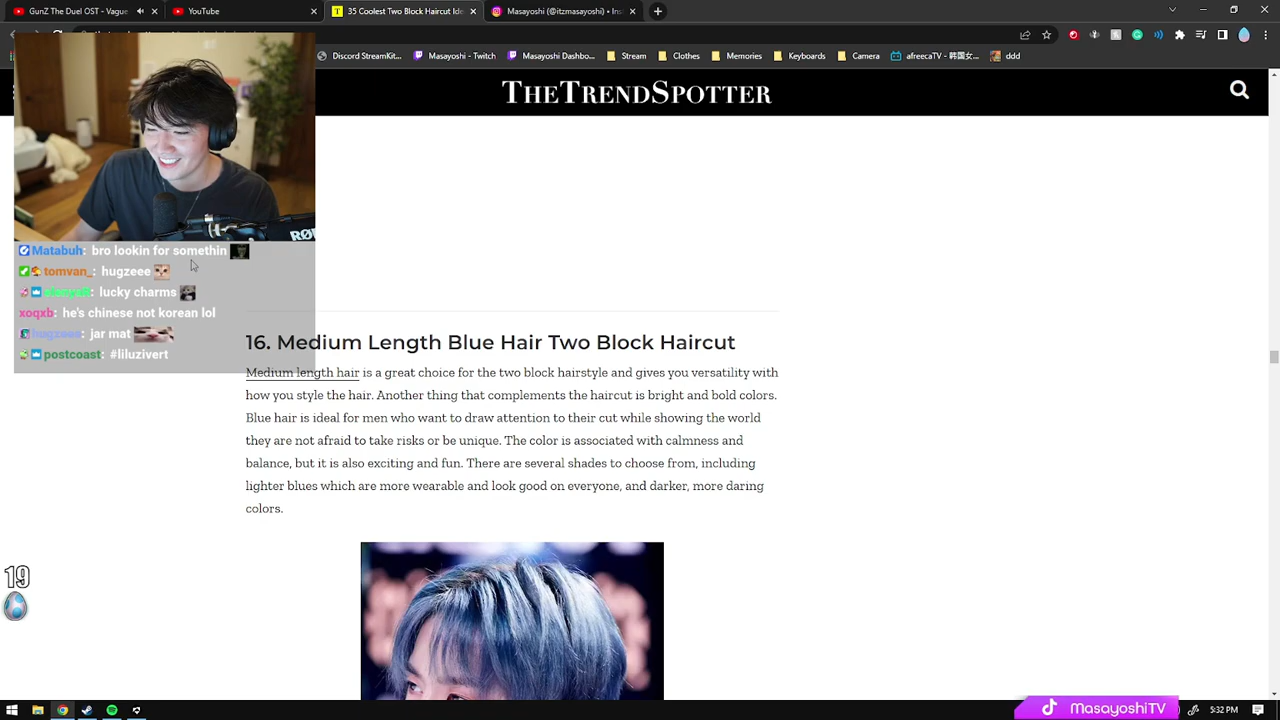 GunZ The Duel OST - Vague
YouTube
35 Coolest Two Block Haircut Ide
Masayoshi (@itzmasayoshi) • Ins
Discord StreamKit...
Masayoshi - Twitch
Masayoshi Dashbo...
Stream
Clothes
Memories
Keyboards
Camera
afreecaTV - 韩国女...
ddd
THETRENDSPOTTER
RØD
Matabuh: bro lookin for somethin
tomvan_: hugzeee
lucky charms
xoqxb: he's chinese not korean lol
hugzeee: jar mat
postcoast: #liluzivert
16. Medium Length Blue Hair Two Block Haircut
Medium length hair is a great choice for the two block hairstyle and gives you versatility with
how you style the hair. Another thing that complements the haircut is bright and bold colors.
Blue hair is ideal for men who want to draw attention to their cut while showing the world
they are not afraid to take risks or be unique. The color is associated with calmness and
balance, but it is also exciting and fun. There are several shades to choose from, including
lighter blues which are more wearable and look good on everyone, and darker, more daring
colors.
19
MasayoshiTV
5:32 PM